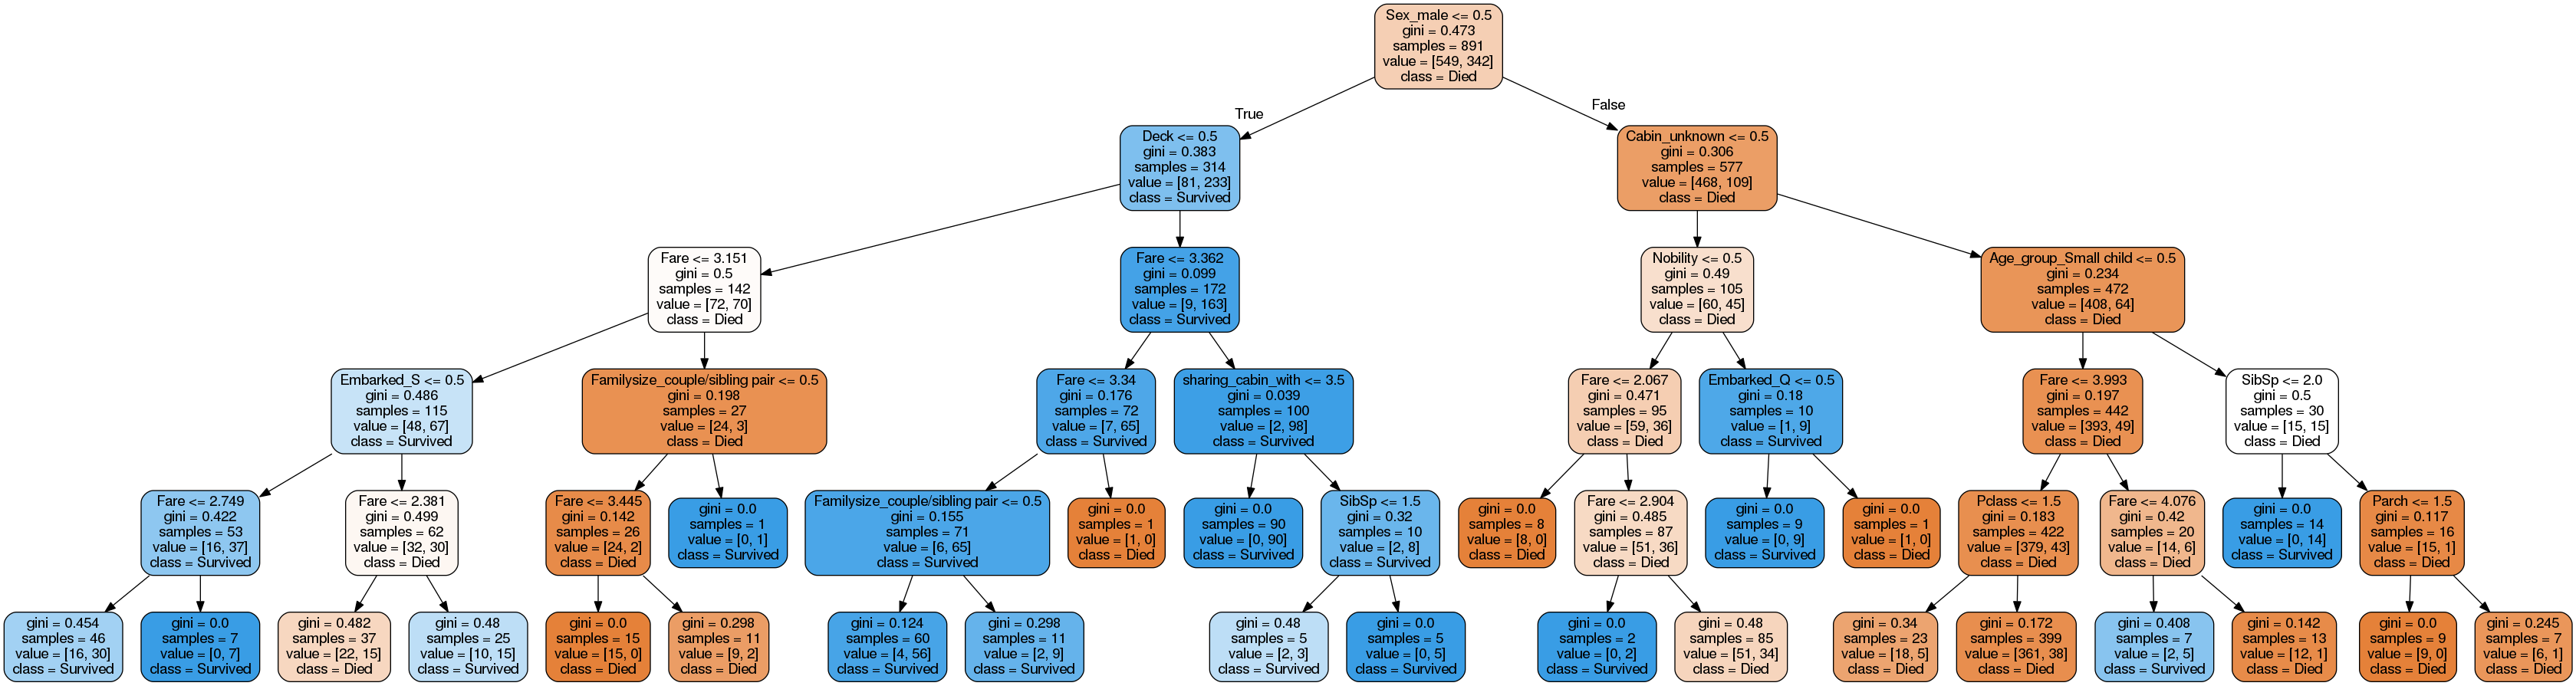 Sex_male <= 0.5
gini = 0.473
samples = 891
value = [549, 342]
class = Died
True
False
Deck <= 0.5
gini = 0.383
samples = 314
value = [81, 233]
class = Survived
Cabin_unknown <= 0.5
gini = 0.306
samples = 577
value = [468, 109]
class = Died
Fare <= 3.151
gini = 0.5
samples = 142
value = [72, 70]
class = Died
Fare <= 3.362
gini = 0.099
samples = 172
value = [9, 163]
class = Survived
Nobility <= 0.5
gini = 0.49
samples = 105
value = [60, 45]
class = Died
Age_group_Small child <= 0.5
gini = 0.234
samples = 472
value = [408, 64]
class = Died
Embarked_S <= 0.5
gini = 0.486
samples = 115
value = [48, 67]
class = Survived
Familysize_couple/sibling pair <= 0.5
gini = 0.198
samples = 27
value = [24, 3]
class = Died
Fare <= 3.34
gini = 0.176
samples = 72
value = [7, 65]
class = Survived
sharing_cabin_with <= 3.5
gini = 0.039
samples = 100
value = [2, 98]
class = Survived
Fare <= 2.067
gini = 0.471
samples = 95
value = [59, 36]
class = Died
Embarked_Q <= 0.5
gini = 0.18
samples = 10
value = [1, 9]
class = Survived
Fare <= 3.993
gini = 0.197
samples = 442
value = [393, 49]
class = Died
SibSp <= 2.0
gini = 0.5
samples = 30
value = [15, 15]
class = Died
Fare <= 2.749
gini = 0.422
samples = 53
value = [16, 37]
class = Survived
Fare <= 2.381
gini = 0.499
samples = 62
value = [32, 30]
class = Died
Fare <= 3.445
gini = 0.142
samples = 26
value = [24, 2]
class = Died
gini = 0.0
samples = 1
value = [0, 1]
class = Survived
Familysize_couple/sibling pair <= 0.5
gini = 0.155
samples = 71
value = [6, 65]
class = Survived
gini = 0.0
samples = 1
value = [1, 0]
class = Died
gini = 0.0
samples = 90
value = [0, 90]
class = Survived
SibSp <= 1.5
gini = 0.32
samples = 10
value = [2, 8]
class = Survived
gini = 0.0
samples = 8
value = [8, 0]
class = Died
Fare <= 2.904
gini = 0.485
samples = 87
value = [51, 36]
class = Died
gini = 0.0
samples = 9
value = [0, 9]
class = Survived
gini = 0.0
samples = 1
value = [1, 0]
class = Died
Pclass <= 1.5
gini = 0.183
samples = 422
value = [379, 43]
class = Died
Fare <= 4.076
gini = 0.42
samples = 20
value = [14, 6]
class = Died
gini = 0.0
samples = 14
value = [0, 14]
class = Survived
Parch <= 1.5
gini = 0.117
samples = 16
value = [15, 1]
class = Died
gini = 0.454
samples = 46
value = [16, 30]
class = Survived
gini = 0.0
samples = 7
value = [0, 7]
class = Survived
gini = 0.482
samples = 37
value = [22, 15]
class = Died
gini = 0.48
samples = 25
value = [10, 15]
class = Survived
gini = 0.0
samples = 15
value = [15, 0]
class = Died
gini = 0.298
samples = 11
value = [9, 2]
class = Died
gini = 0.124
samples = 60
value = [4, 56]
class = Survived
gini = 0.298
samples = 11
value = [2, 9]
class = Survived
gini = 0.48
samples = 5
value = [2, 3]
class = Survived
gini = 0.0
samples = 5
value = [0, 5]
class = Survived
gini = 0.0
samples = 2
value = [0, 2]
class = Survived
gini = 0.48
samples = 85
value = [51, 34]
class = Died
gini = 0.34
samples = 23
value = [18, 5]
class = Died
gini = 0.172
samples = 399
value = [361, 38]
class = Died
gini = 0.408
samples = 7
value = [2, 5]
class = Survived
gini = 0.142
samples = 13
value = [12, 1]
class = Died
gini = 0.0
samples = 9
value = [9, 0]
class = Died
gini = 0.245
samples = 7
value = [6, 1]
class = Died